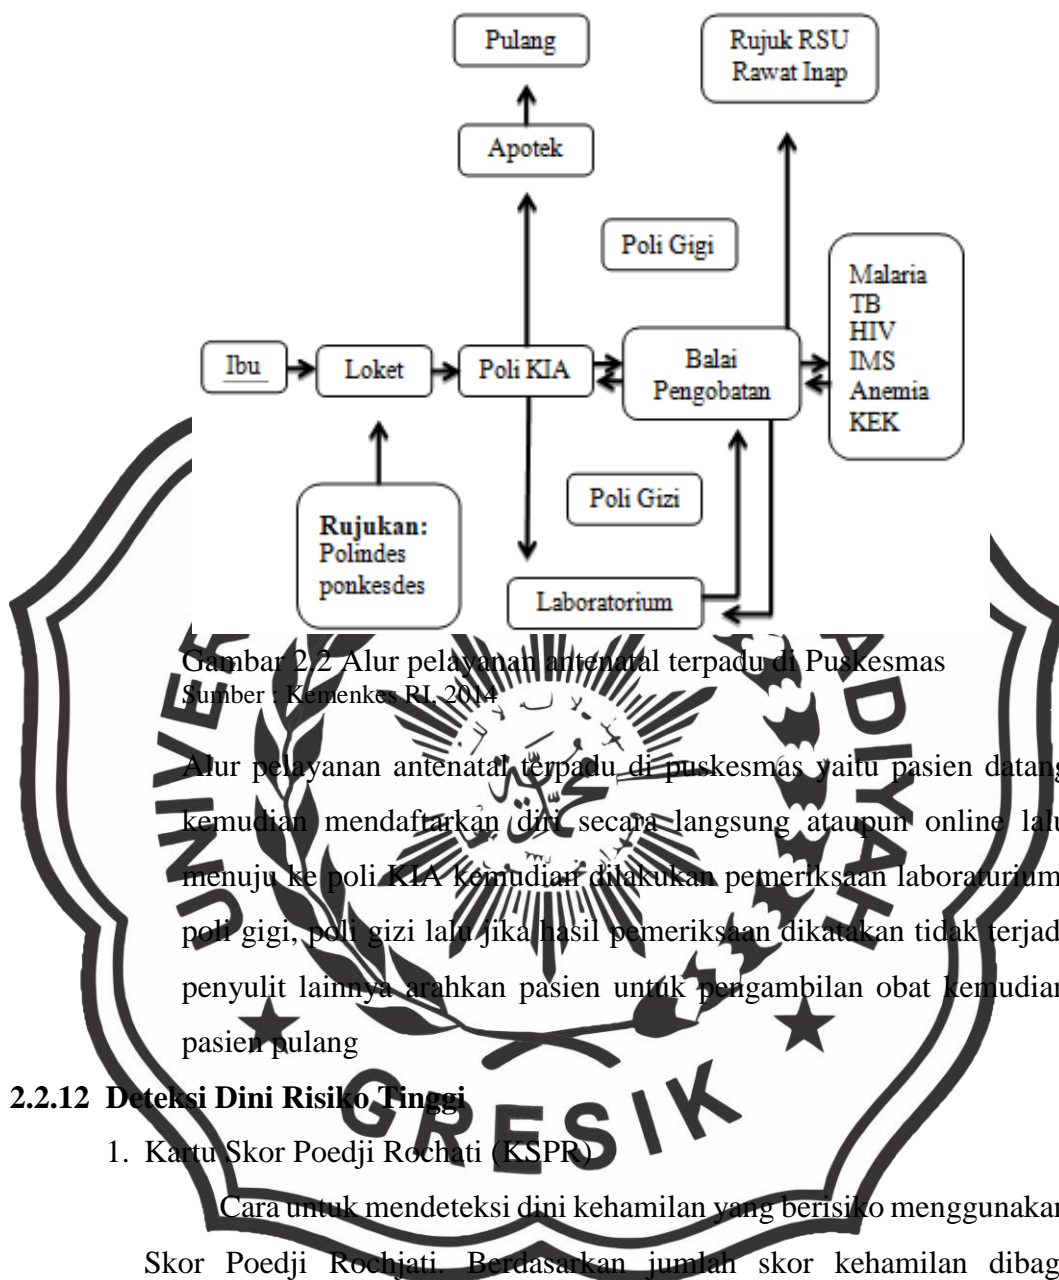 Pulang
Rujuk RSU
Rawat Inap
Apotek
Poli Gigi
Malaria
TB
HIV
IMS
Anemia
KEK
Ibu
Loket
Poli KIA
Balai
Pengobatan
Poli Gizi
Rujukan:
Polindes
ponkesdes
Laboratorium
Gambar 2.2 Alur pelayanan antenatal terpadu di Puskesmas
Sumber : Kemenkes RI, 2014
Alur pelayanan antenatal terpadu di puskesmas yaitu pasien datang
kemudian mendaftarkan diri secara langsung ataupun online lalu
menuju ke poli KIA kemudian dilakukan pemeriksaan laboraturium
poli gigi, poli gizi lalu jika hasil pemeriksaan dikatakan tidak terjad
penyulit lainnya arahkan pasien untuk pengambilan obat kemudian
pasien pulang
2.2.12 Deteksi Dini Risiko Tinggi
1. Kartu Skor Poedji Rochati (KSPR)
Cara untuk mendeteksi dini kehamilan yang berisiko menggunakan
Skor Poedji Rochjati. Berdasarkan jumlah skor kehamilan dibag
GRESIK